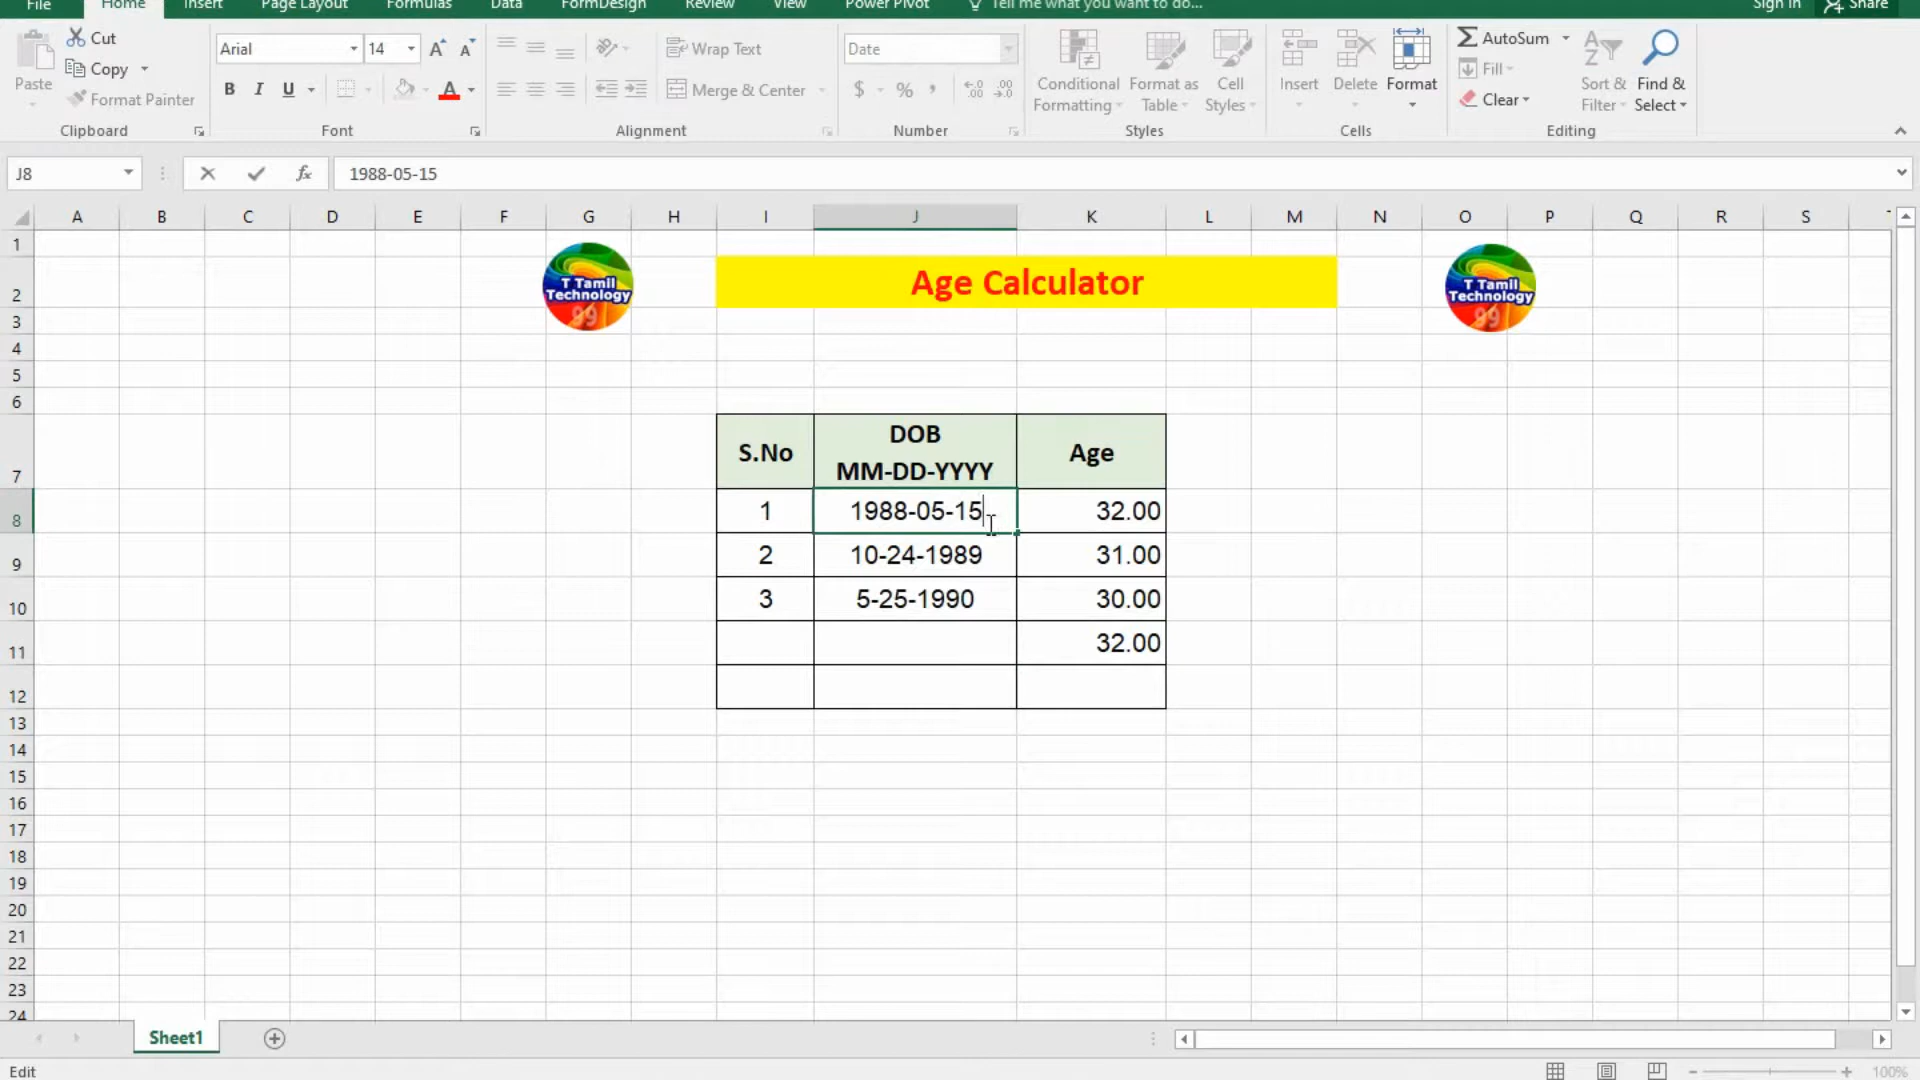 File Home Insert Page Layout Formulas Data FormDesign Review View Power Pivot Tell me what you want to do... Sign in Share
Paste Cut Copy Format Painter
Clipboard
Arial 14
B I U
Font
Wrap Text
Merge & Center
Alignment
Date
$ % ,
Number
Conditional Formatting
Format as Table
Cell Styles
Styles
Insert Delete Format
Cells
AutoSum
Fill
Clear
Sort & Filter
Find & Select
Editing
J8 fx 1988-05-15
A B C D E F G H I J K L M N O P Q R S
1
2
3
4
5
6
7
8
9
10
11
12
13
14
15
16
17
18
19
20
21
22
23
24
T Tamil
Technology
99
Age Calculator
T Tamil
Technology
99
S.No DOB MM-DD-YYYY Age
1 1988-05-15 32.00
2 10-24-1989 31.00
3 5-25-1990 30.00
32.00
Sheet1
Edit 100%